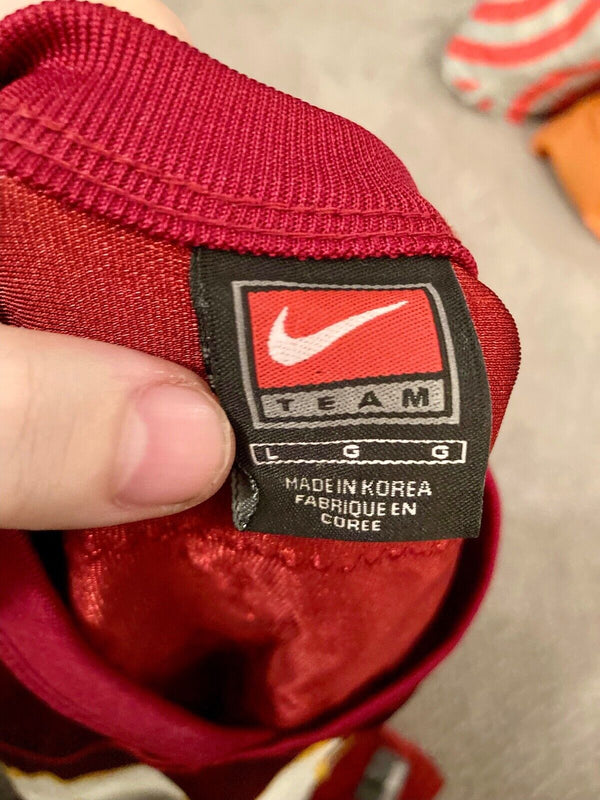 TEAM
L G G
MADE IN KOREA
FABRIQUE EN
COREE